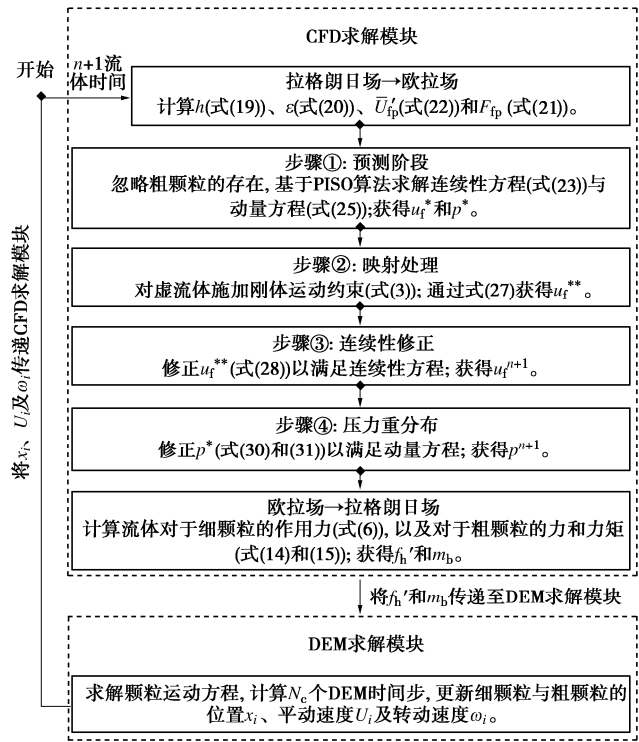 CFD求解模块
开始
n+1流
体时间
拉格朗日场→欧拉场
计算h(式(19))、ε(式(20))、U̅′fp(式(22))和Ffp (式(21))。
步骤①: 预测阶段
忽略粗颗粒的存在, 基于PISO算法求解连续性方程(式(23))与
动量方程(式(25));获得uf*和p*。
步骤②: 映射处理
对虚流体施加刚体运动约束(式(3)); 通过式(27)获得uf**。
步骤③: 连续性修正
修正uf**(式(28))以满足连续性方程; 获得ufn+1。
步骤④: 压力重分布
修正p*(式(30)和(31))以满足动量方程; 获得pn+1。
欧拉场→拉格朗日场
计算流体对于细颗粒的作用力(式(6)), 以及对于粗颗粒的力和力矩
(式(14)和(15)); 获得fh′和mb。
将fh′和mb传递至DEM求解模块
将xi、Ui及ωi传递CFD求解模块
DEM求解模块
求解颗粒运动方程, 计算Nc个DEM时间步, 更新细颗粒与粗颗粒的
位置xi、平动速度Ui及转动速度ωi。